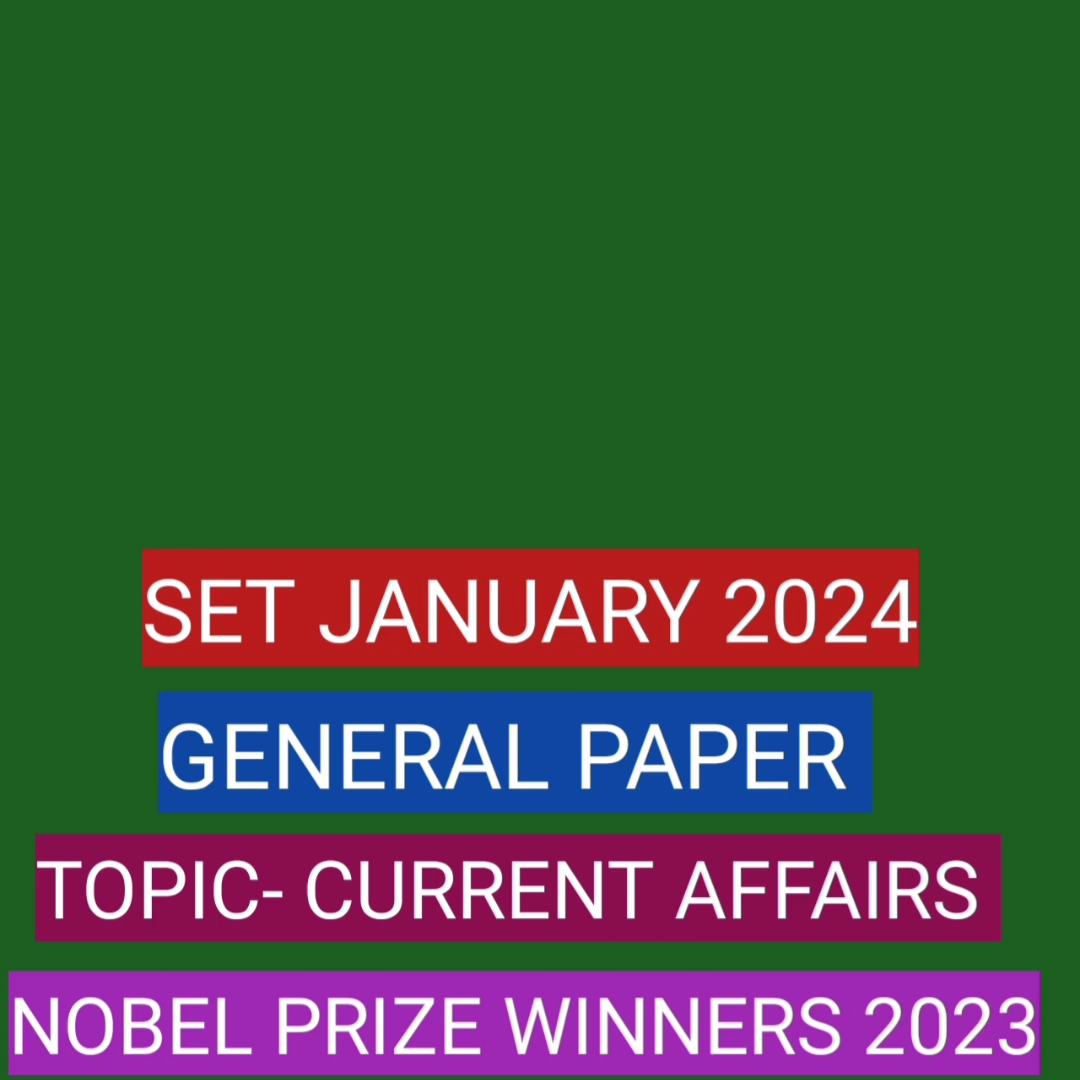 SET JANUARY 2024
GENERAL PAPER
TOPIC- CURRENT AFFAIRS
NOBEL PRIZE WINNERS 2023